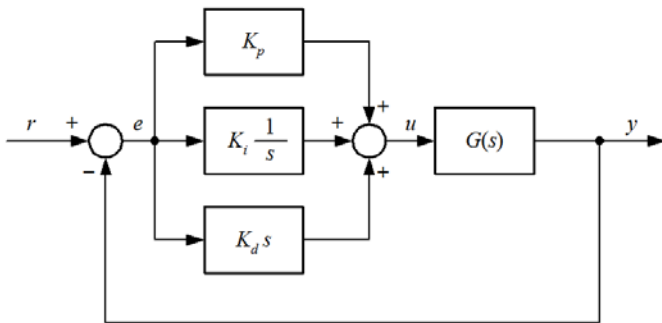 K_p
+
r + e K_i 1/s + u G(s) y
− +
K_d s